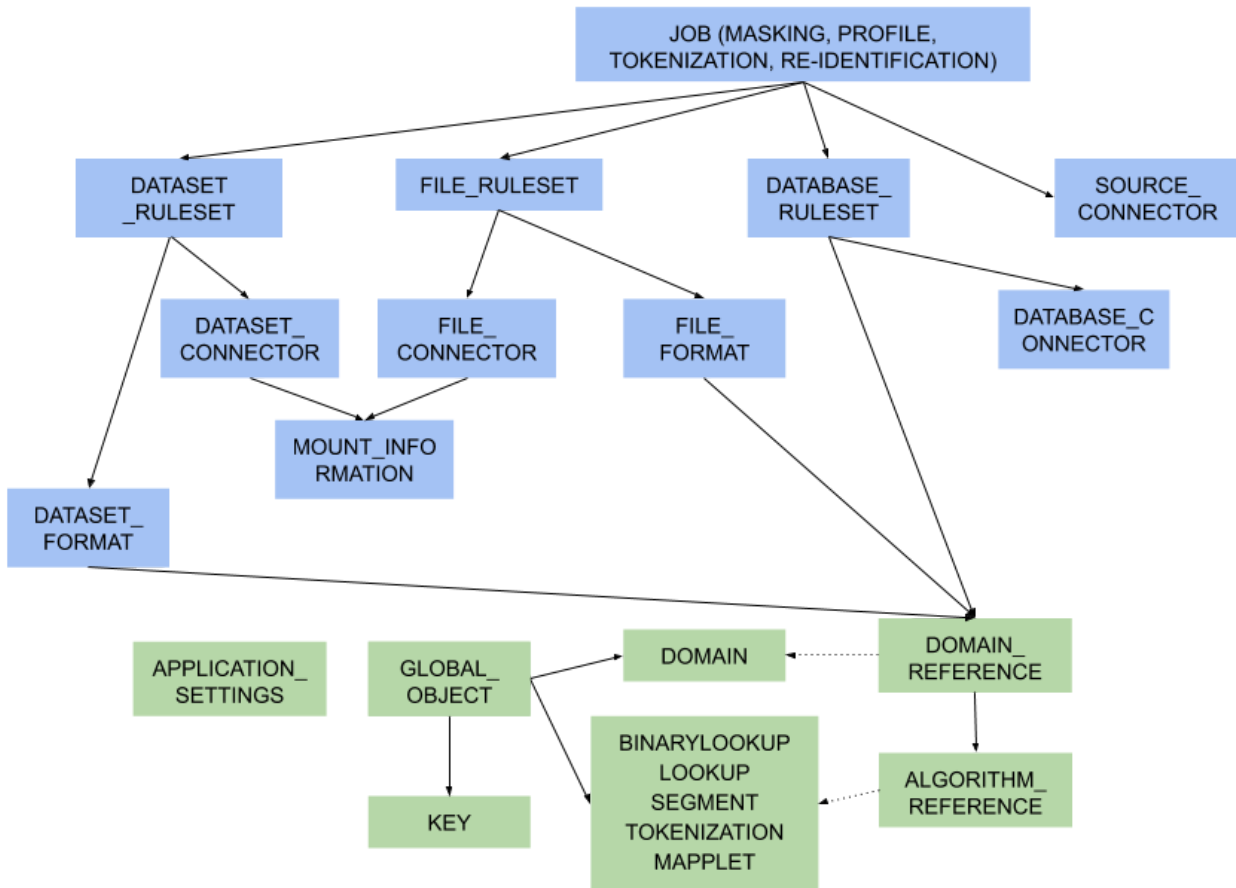 JOB (MASKING, PROFILE,
TOKENIZATION, RE-IDENTIFICATION)
DATASET
_RULESET
FILE_RULESET
DATABASE_
RULESET
SOURCE_
CONNECTOR
DATASET_
CONNECTOR
FILE_
CONNECTOR
FILE_
FORMAT
DATABASE_C
ONNECTOR
MOUNT_INFO
RMATION
DATASET_
FORMAT
APPLICATION_
SETTINGS
GLOBAL_
OBJECT
DOMAIN
DOMAIN_
REFERENCE
KEY
BINARYLOOKUP
LOOKUP
SEGMENT
TOKENIZATION
MAPPLET
ALGORITHM_
REFERENCE